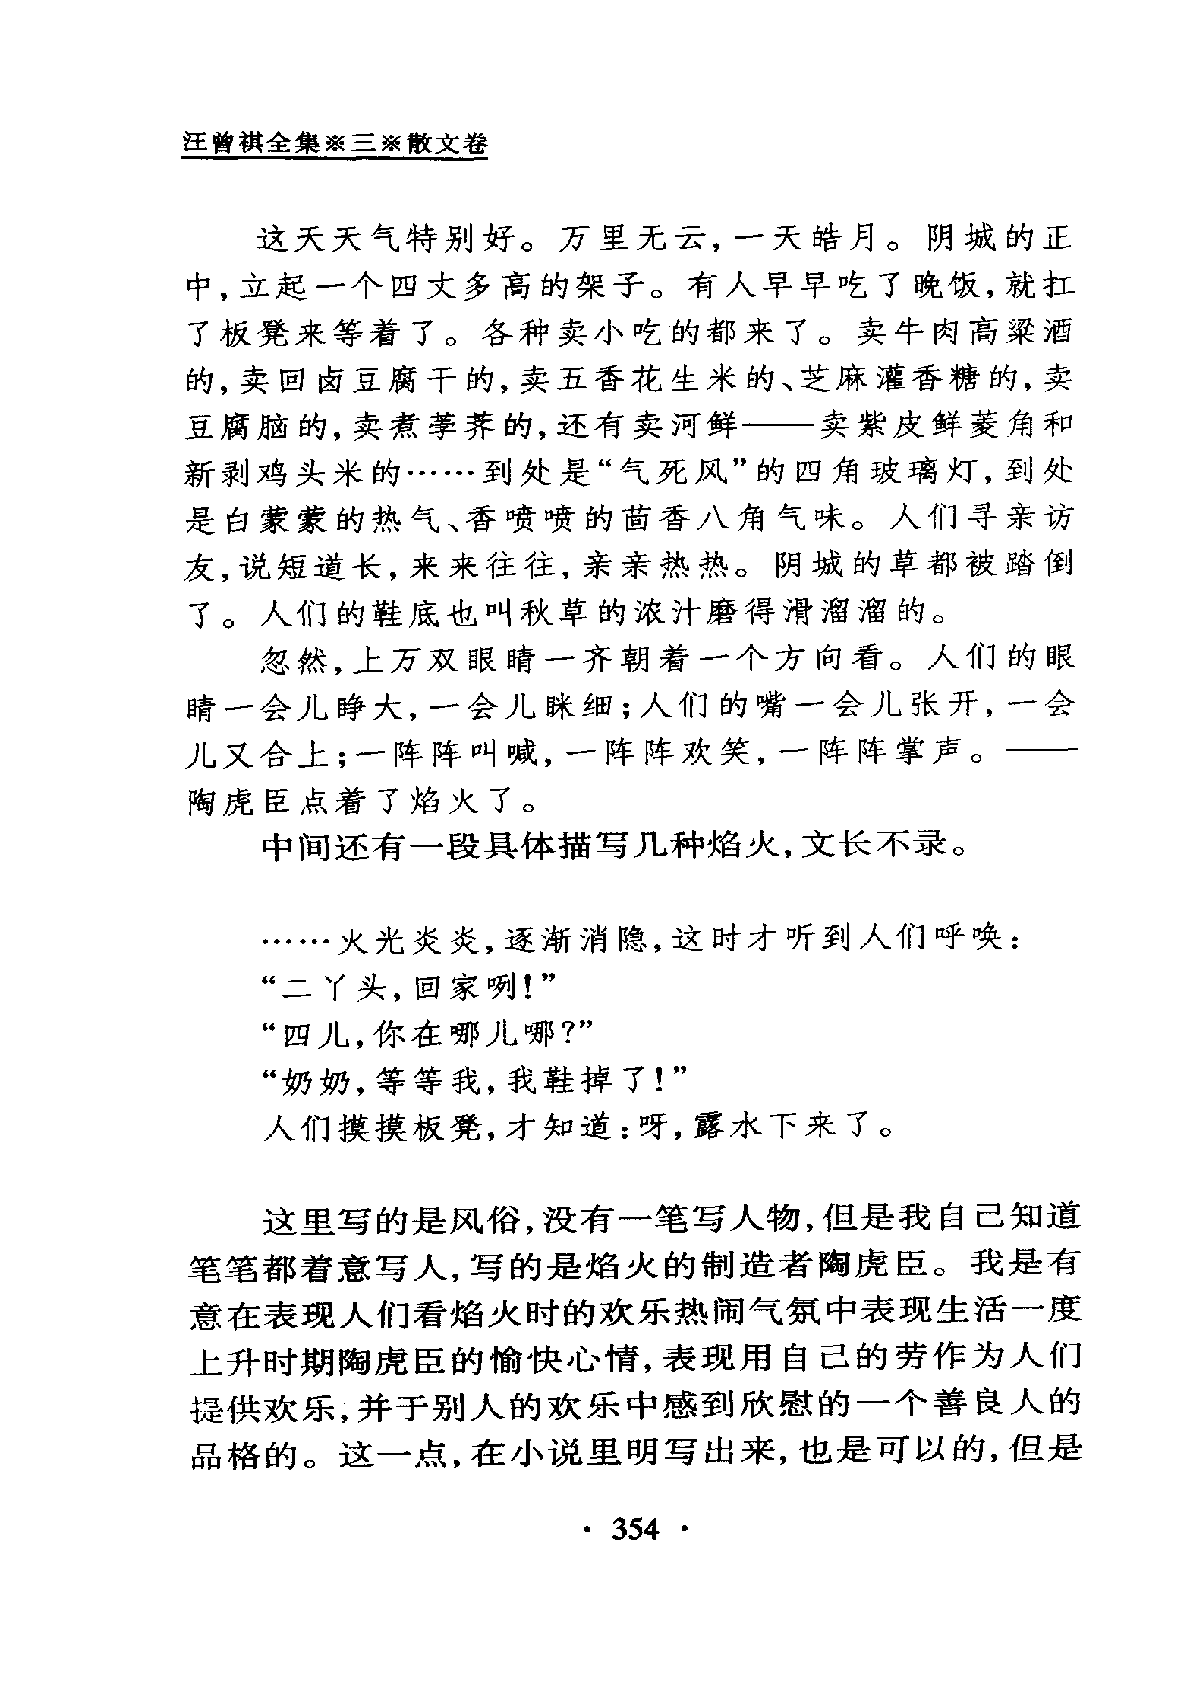 汪曾祺全集※三※散文卷
这天天气特别好。万里无云，一天皓月。阴城的正
中，立起一个四丈多高的架子。有人早早吃了晚饭，就扛
了板凳来等着了。各种卖小吃的都来了。卖牛肉高粱酒
的，卖回卤豆腐干的，卖五香花生米的、芝麻灌香糖的，卖
豆腐脑的，卖煮荸荠的，还有卖河鲜——卖紫皮鲜菱角和
新剥鸡头米的……到处是“气死风”的四角玻璃灯，到处
是白蒙蒙的热气、香喷喷的茴香八角气味。人们寻亲访
友，说短道长，来来往往，亲亲热热。阴城的草都被踏倒
了。人们的鞋底也叫秋草的浓汁磨得滑溜溜的。
忽然，上万双眼睛一齐朝着一个方向看。人们的眼
睛一会儿睁大，一会儿眯细；人们的嘴一会儿张开，一会
儿又合上；一阵阵叫喊，一阵阵欢笑，一阵阵掌声。——
陶虎臣点着了焰火了。
中间还有一段具体描写几种焰火，文长不录。
……火光炎炎，逐渐消隐，这时才听到人们呼唤：
“二丫头，回家咧！”
“四儿，你在哪儿哪？”
“奶奶，等等我，我鞋掉了！”
人们摸摸板凳，才知道：呀，露水下来了。
这里写的是风俗，没有一笔写人物，但是我自己知道
笔笔都着意写人，写的是焰火的制造者陶虎臣。我是有
意在表现人们看焰火时的欢乐热闹气氛中表现生活一度
上升时期陶虎臣的愉快心情，表现用自己的劳作为人们
提供欢乐，并于别人的欢乐中感到欣慰的一个善良人的
品格的。这一点，在小说里明写出来，也是可以的，但是
· 354 ·